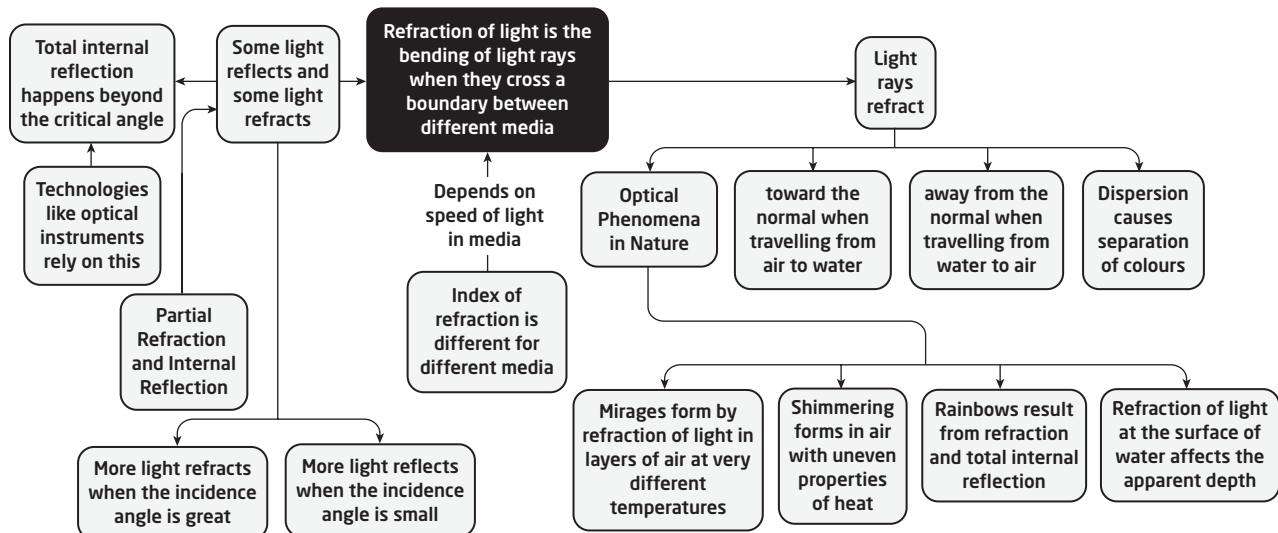 Total internal
reflection
happens beyond
the critical angle
Some light
reflects and
some light
refracts
Refraction of light is the
bending of light rays
when they cross a
boundary between
different media
Light
rays
refract
Technologies
like optical
instruments
rely on this
Depends on
speed of light
in media
Optical
Phenomena
in Nature
toward the
normal when
travelling from
air to water
away from the
normal when
travelling from
water to air
Dispersion
causes
separation
of colours
Partial
Refraction
and Internal
Reflection
Index of
refraction is
different for
different media
Mirages form by
refraction of light in
layers of air at very
different
temperatures
Shimmering
forms in air
with uneven
properties
of heat
Rainbows result
from refraction
and total internal
reflection
Refraction of light
at the surface of
water affects the
apparent depth
More light refracts
when the incidence
angle is great
More light reflects
when the incidence
angle is small